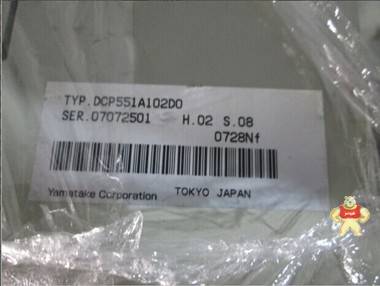 TYP.DCP551A102D0
SER.07072501 H.02 S.08
0728Nf
Yamatake Corporation TOKYO JAPAN